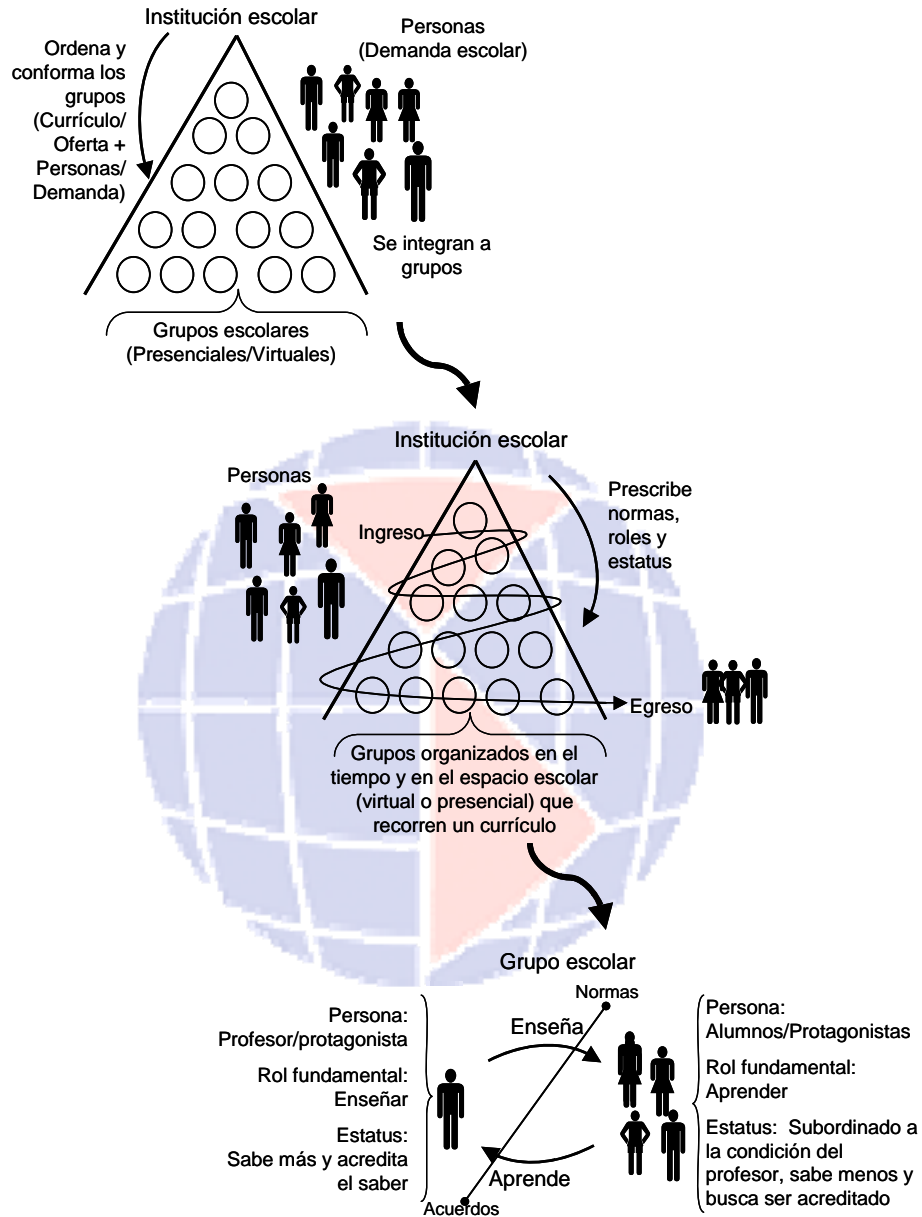 Institución escolar
Ordena y
conforma los
grupos
(Currículo/
Oferta +
Personas/
Demanda)
Personas
(Demanda escolar)
Se integran a
grupos
Grupos escolares
(Presenciales/Virtuales)
Institución escolar
Personas
Ingreso
Prescribe
normas,
roles y
estatus
Egreso
Grupos organizados en el
tiempo y en el espacio escolar
(virtual o presencial) que
recorren un currículo
Grupo escolar
Normas
Persona:
Profesor/protagonista
Rol fundamental:
Enseñar
Estatus:
Sabe más y acredita
el saber
Enseña
Aprende
Acuerdos
Persona:
Alumnos/Protagonistas
Rol fundamental:
Aprender
Estatus: Subordinado a
la condición del
profesor, sabe menos y
busca ser acreditado